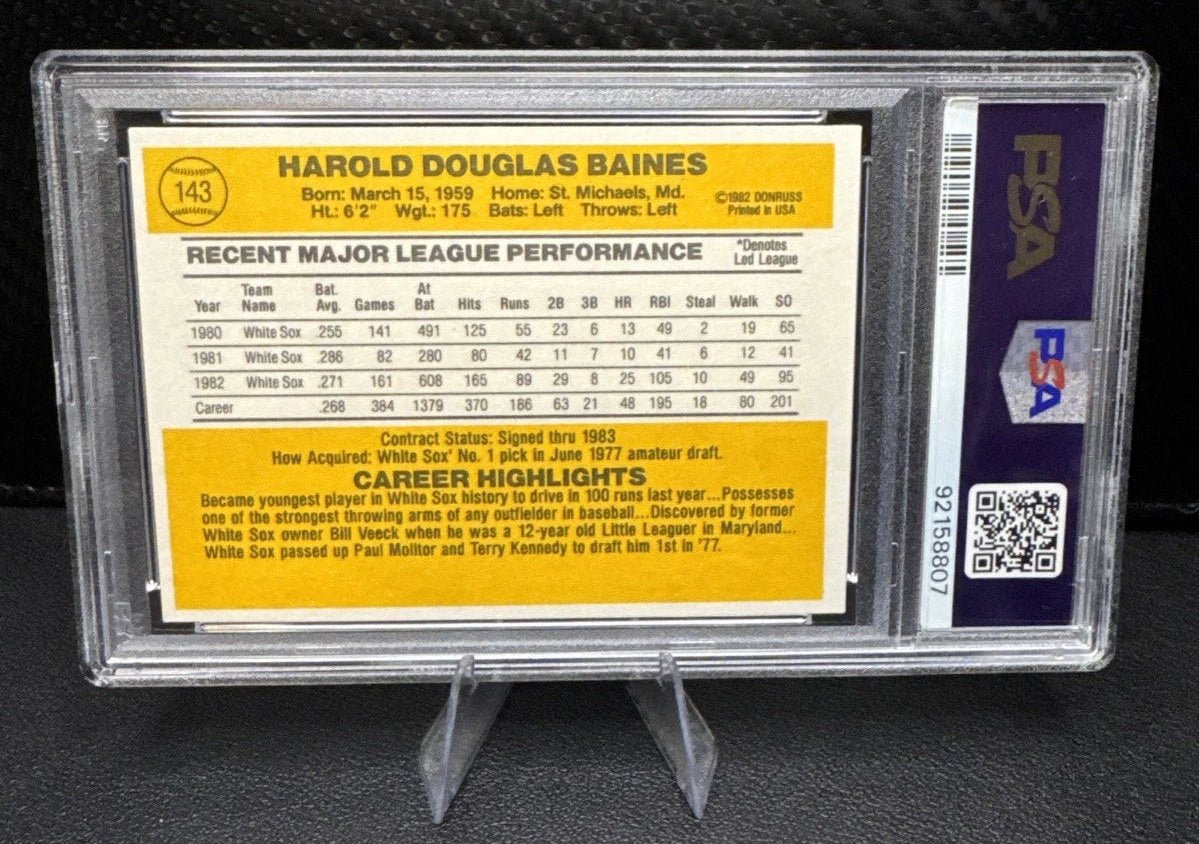 143
HAROLD DOUGLAS BAINES
Born: March 15, 1959 Home: St. Michaels, Md.
Ht.: 6'2" Wgt.: 175 Bats: Left Throws: Left
©1982 DONRUSS
Printed In USA
RECENT MAJOR LEAGUE PERFORMANCE
*Denotes
Led League
Year Team Name Bat. Avg. Games At Bat Hits Runs 2B 3B HR RBI Steal Walk SO
1980 White Sox .255 141 491 125 55 23 6 13 49 2 19 65
1981 White Sox .286 82 280 80 42 11 7 10 41 6 12 41
1982 White Sox .271 161 608 165 89 29 8 25 105 10 49 95
Career .268 384 1379 370 186 63 21 48 195 18 80 201
Contract Status: Signed thru 1983
How Acquired: White Sox' No. 1 pick in June 1977 amateur draft.
CAREER HIGHLIGHTS
Became youngest player in White Sox history to drive in 100 runs last year...Possesses
one of the strongest throwing arms of any outfielder in baseball...Discovered by former
White Sox owner Bill Veeck when he was a 12-year old Little Leaguer in Maryland...
White Sox passed up Paul Molitor and Terry Kennedy to draft him 1st in '77.
PSA
PSA
92158807